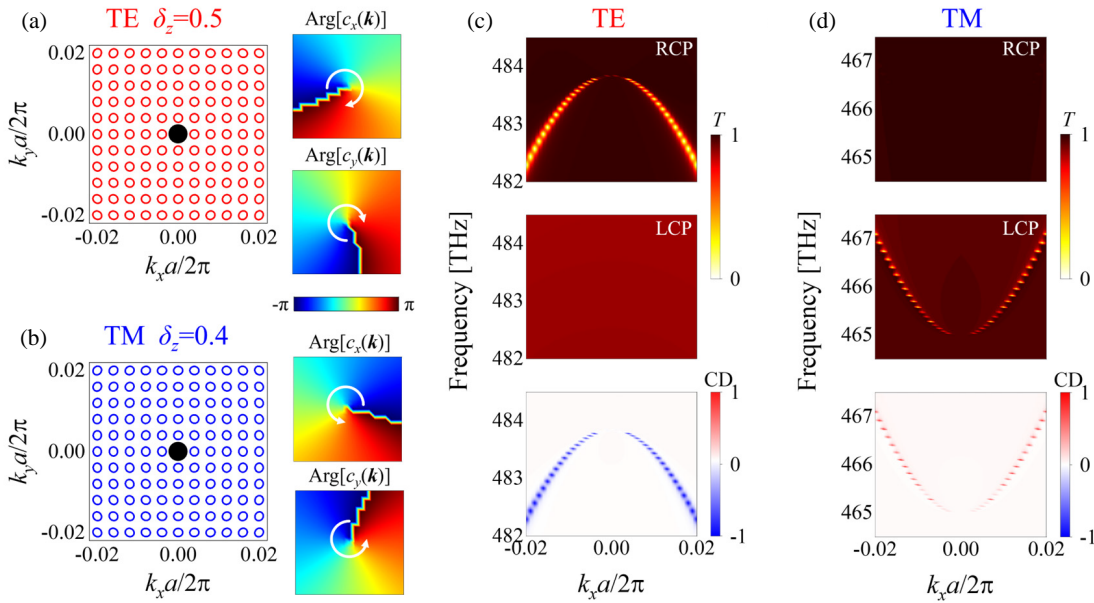 (a)
TE δz=0.5
0.02
0.00
-0.02
kya/2π
-0.02 0.00 0.02
kxa/2π
Arg[cx(k)]
Arg[cy(k)]
-π π
(b)
TM δz=0.4
0.02
0.00
-0.02
kya/2π
-0.02 0.00 0.02
kxa/2π
Arg[cx(k)]
Arg[cy(k)]
(c)
TE
Frequency [THz]
RCP
484
483
482
T
1
0
LCP
484
483
482
CD
1
0
-1
484
483
482
-0.02 0.00 0.02
kxa/2π
(d)
TM
Frequency [THz]
RCP
467
466
465
T
1
0
LCP
467
466
465
CD
1
0
-1
467
466
465
-0.02 0.00 0.02
kxa/2π